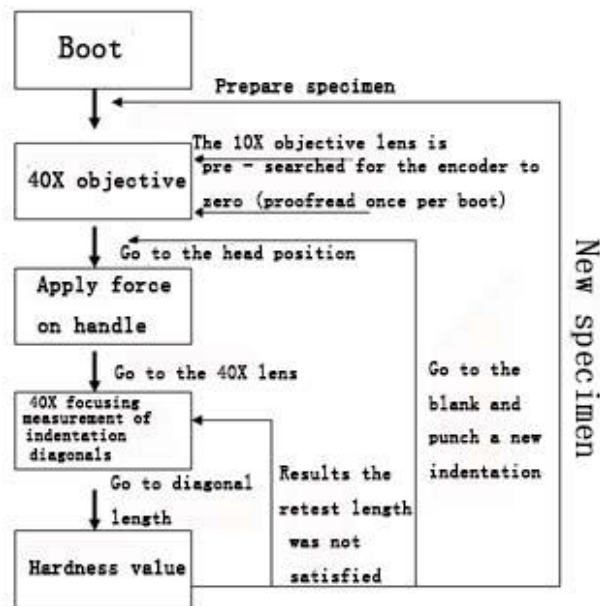 Boot
Prepare specimen
The 10X objective lens is
pre - searched for the encoder to
zero (proofread once per boot)
40X objective
Go to the head position
Apply force
on handle
Go to the 40X lens
40X focusing
measurement of
indentation
diagonals
Go to diagonal
length
Hardness value
Results the
retest length
was not
satisfied
Go to the
blank and
punch a new
indentation
New specimen